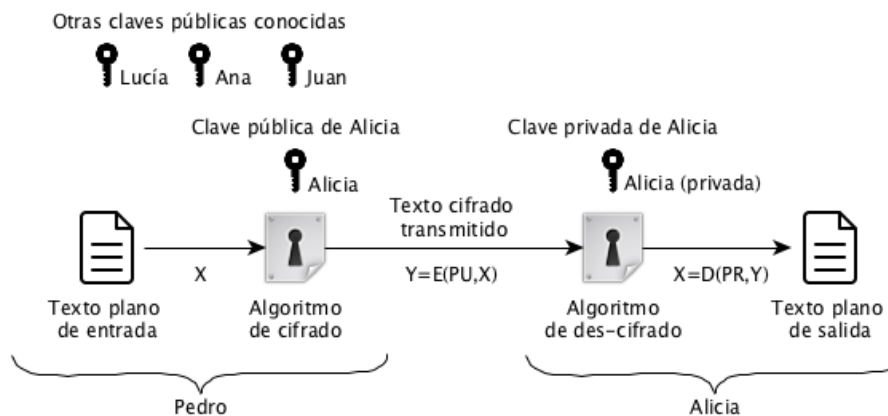 Otras claves públicas conocidas
Lucía
Ana
Juan
Clave pública de Alicia
Alicia
Clave privada de Alicia
Alicia (privada)
Texto cifrado
transmitido
X
Y=E(PU,X)
X=D(PR,Y)
Texto plano
de entrada
Algoritmo
de cifrado
Algoritmo
de des-cifrado
Texto plano
de salida
Pedro
Alicia